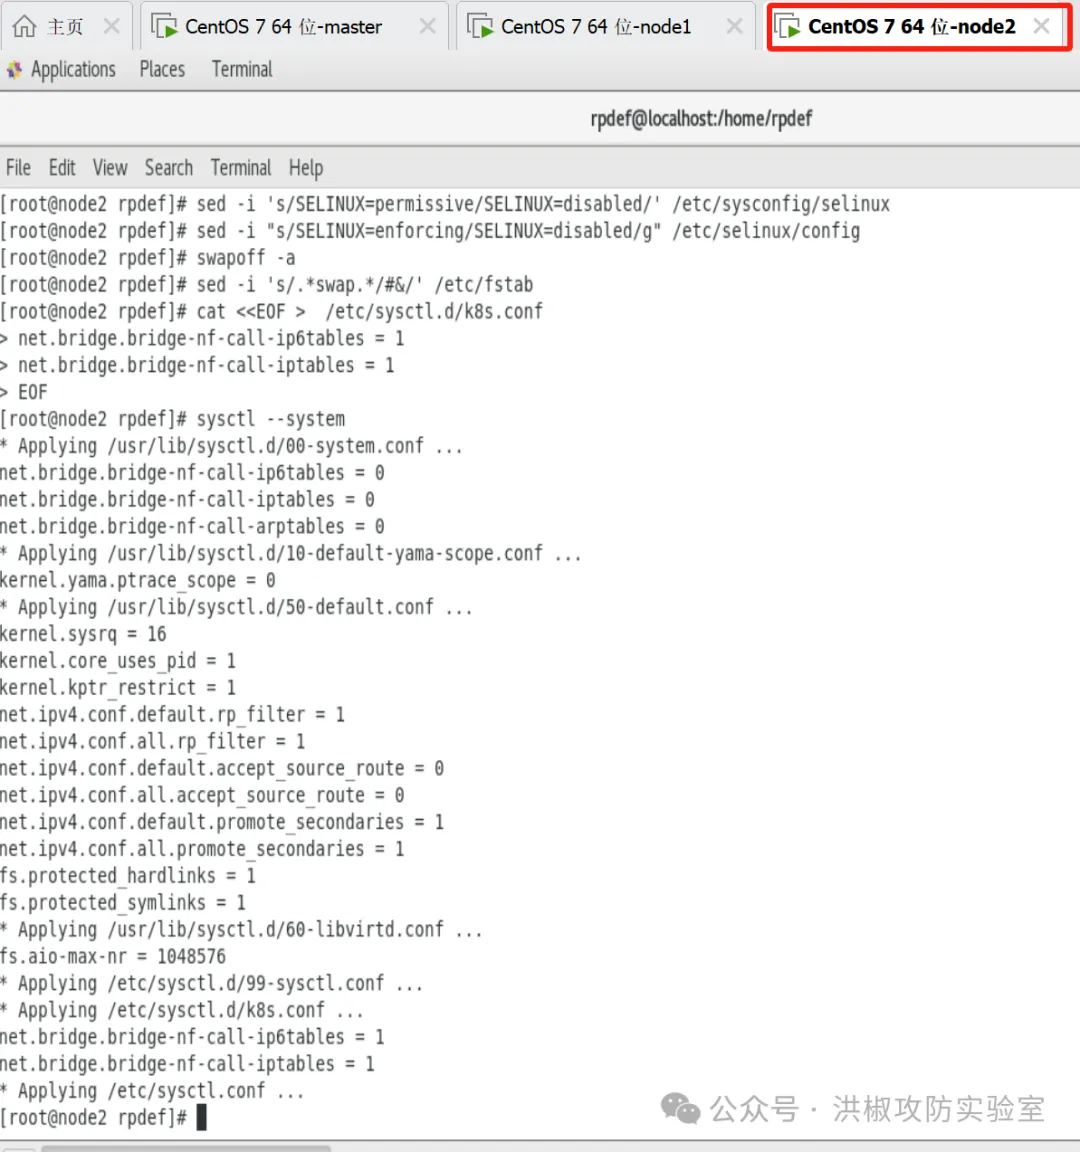 主页
CentOS 7 64 位-master
CentOS 7 64 位-node1
CentOS 7 64 位-node2
Applications Places Terminal
rpdef@localhost:/home/rpdef
File Edit View Search Terminal Help
[root@node2 rpdef]# sed -i 's/SELINUX=permissive/SELINUX=disabled/' /etc/sysconfig/selinux
[root@node2 rpdef]# sed -i "s/SELINUX=enforcing/SELINUX=disabled/g" /etc/selinux/config
[root@node2 rpdef]# swapoff -a
[root@node2 rpdef]# sed -i 's/.*swap.*/#&/' /etc/fstab
[root@node2 rpdef]# cat <<EOF >  /etc/sysctl.d/k8s.conf
> net.bridge.bridge-nf-call-ip6tables = 1
> net.bridge.bridge-nf-call-iptables = 1
> EOF
[root@node2 rpdef]# sysctl --system
* Applying /usr/lib/sysctl.d/00-system.conf ...
net.bridge.bridge-nf-call-ip6tables = 0
net.bridge.bridge-nf-call-iptables = 0
net.bridge.bridge-nf-call-arptables = 0
* Applying /usr/lib/sysctl.d/10-default-yama-scope.conf ...
kernel.yama.ptrace_scope = 0
* Applying /usr/lib/sysctl.d/50-default.conf ...
kernel.sysrq = 16
kernel.core_uses_pid = 1
kernel.kptr_restrict = 1
net.ipv4.conf.default.rp_filter = 1
net.ipv4.conf.all.rp_filter = 1
net.ipv4.conf.default.accept_source_route = 0
net.ipv4.conf.all.accept_source_route = 0
net.ipv4.conf.default.promote_secondaries = 1
net.ipv4.conf.all.promote_secondaries = 1
fs.protected_hardlinks = 1
fs.protected_symlinks = 1
* Applying /usr/lib/sysctl.d/60-libvirtd.conf ...
fs.aio-max-nr = 1048576
* Applying /etc/sysctl.d/99-sysctl.conf ...
* Applying /etc/sysctl.d/k8s.conf ...
net.bridge.bridge-nf-call-ip6tables = 1
net.bridge.bridge-nf-call-iptables = 1
* Applying /etc/sysctl.conf ...
[root@node2 rpdef]#
公众号 · 洪椒攻防实验室